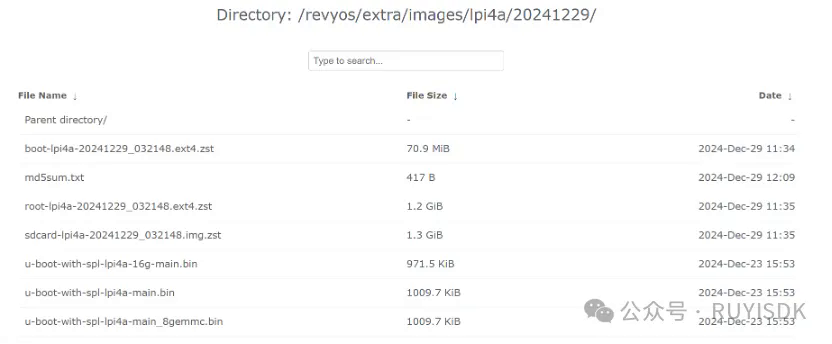 Directory: /revyos/extra/images/lpi4a/20241229/
Type to search...
File Name ↓ File Size ↓ Date ↓
Parent directory/ - -
boot-lpi4a-20241229_032148.ext4.zst 70.9 MiB 2024-Dec-29 11:34
md5sum.txt 417 B 2024-Dec-29 12:09
root-lpi4a-20241229_032148.ext4.zst 1.2 GiB 2024-Dec-29 11:35
sdcard-lpi4a-20241229_032148.img.zst 1.3 GiB 2024-Dec-29 11:35
u-boot-with-spl-lpi4a-16g-main.bin 971.5 KiB 2024-Dec-23 15:53
u-boot-with-spl-lpi4a-main.bin 1009.7 KiB 2024-Dec-23 15:53
u-boot-with-spl-lpi4a-main_8gemmc.bin 1009.7 KiB 2024-Dec-23 15:53
公众号 · RUYISDK